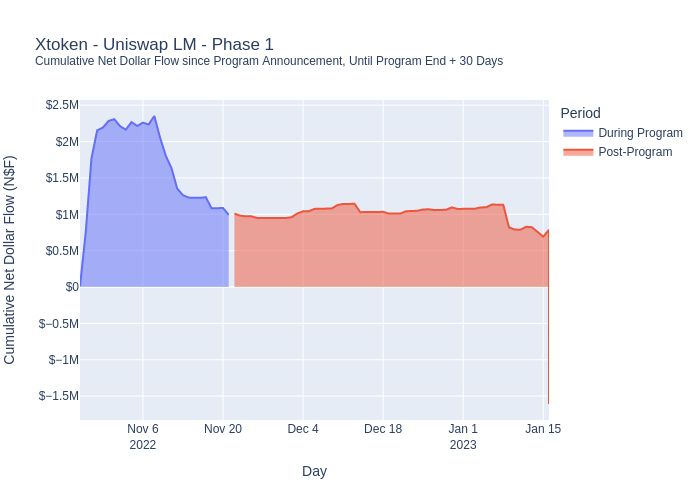 Xtoken - Uniswap LM - Phase 1
Cumulative Net Dollar Flow since Program Announcement, Until Program End + 30 Days
Period
During Program
Post-Program
Cumulative Net Dollar Flow (N$F)
$2.5M
$2M
$1.5M
$1M
$0.5M
$0
$−0.5M
$−1M
$−1.5M
Nov 6
2022
Nov 20
Dec 4
Dec 18
Jan 1
2023
Jan 15
Day